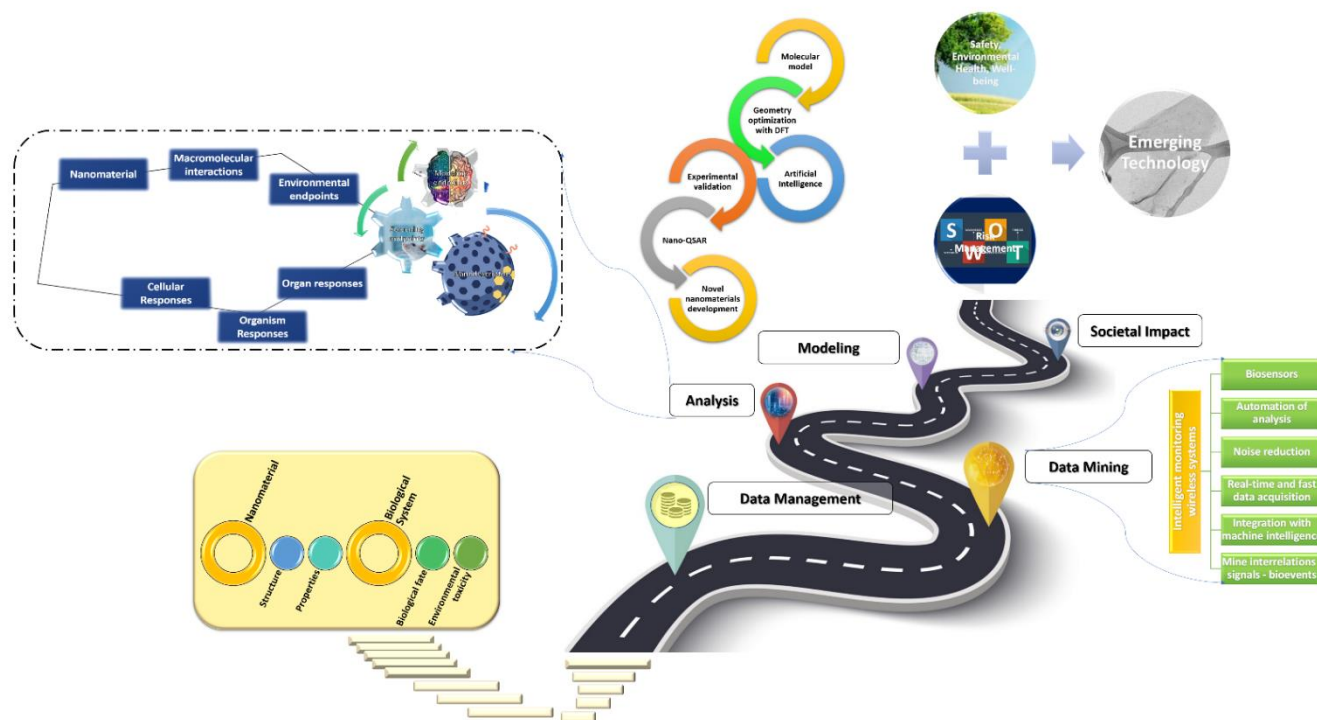 Molecular
model
Geometry
optimization
with DFT
Artificial
Intelligence
Experimental
validation
Nano-QSAR
Novel
nanomaterials
development
Safety,
Environmental
Health, Well-
being
Emerging
Technology
S
O
W
T
Risk
Management
Nanomaterial
Macromolecular
interactions
Environmental
endpoints
Cellular
Responses
Organism
Responses
Organ responses
Societal Impact
Modeling
Analysis
Data Mining
Data Management
Intelligent monitoring
wireless systems
Biosensors
Automation of
analysis
Noise reduction
Real-time and fast
data acquisition
Integration with
machine intelligence
Mine interrelations
signals - bioevents
Nanomaterial
Structure
Properties
Biological
System
Biological fate
Environmental
toxicity